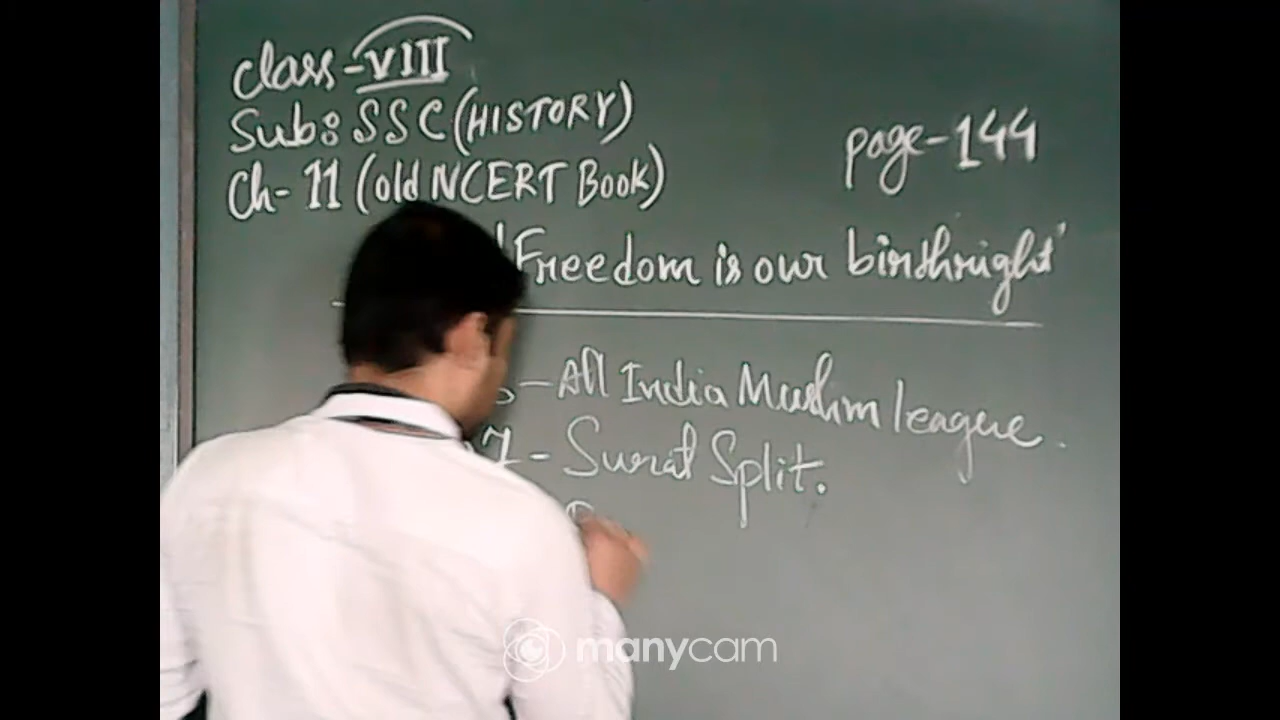 Class-VIII
Sub: SSC (HISTORY)
Ch- 11 (old NCERT Book)
page-144
'Freedom is our birthright'
- All India Muslim league.
7 - Surat Split.
manycam